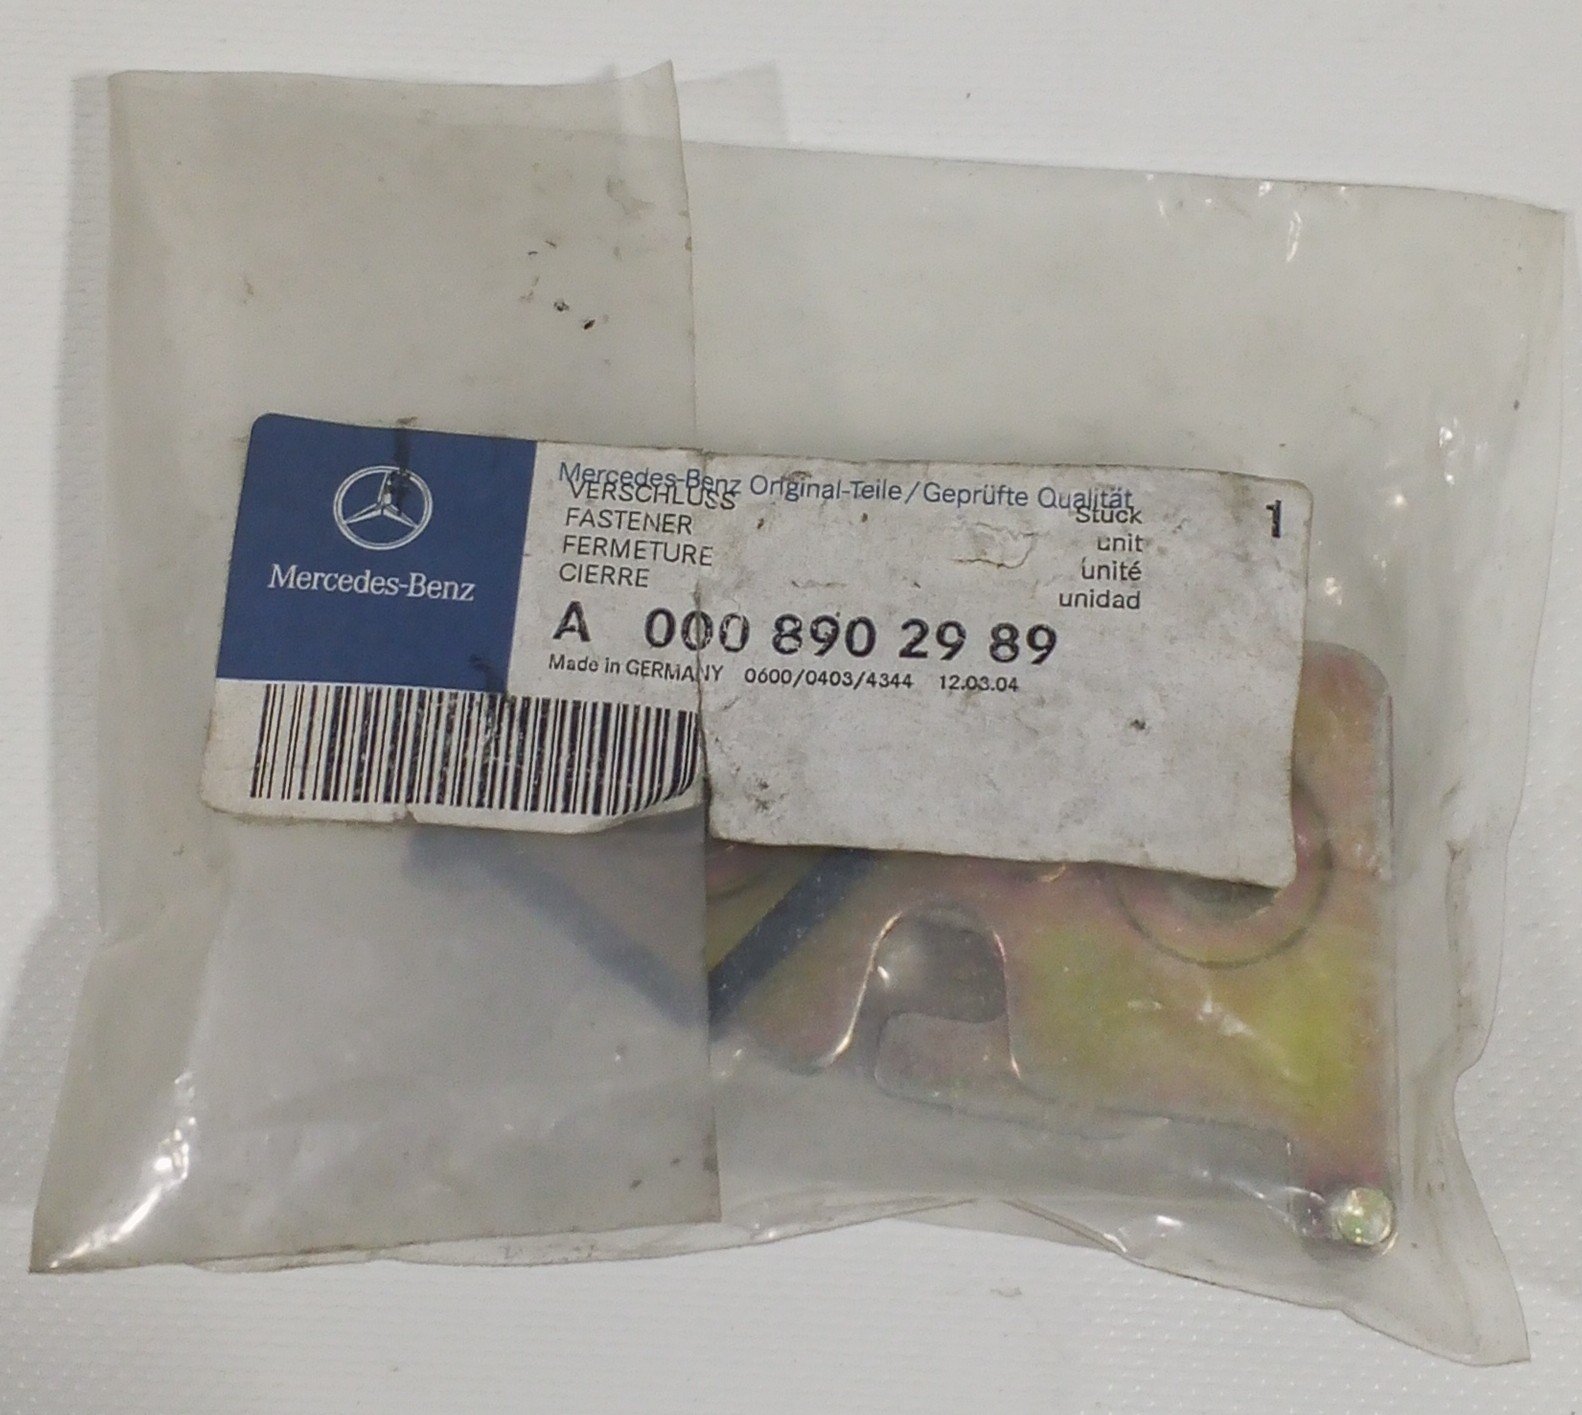 Mercedes-Benz
Mercedes-Benz Original-Teile/Geprüfte Qualität
VERSCHLUSS Stück 1
FASTENER unit
FERMETURE unité
CIERRE unidad
A 000 890 29 89
Made in GERMANY 0600/0403/4344 12.03.04